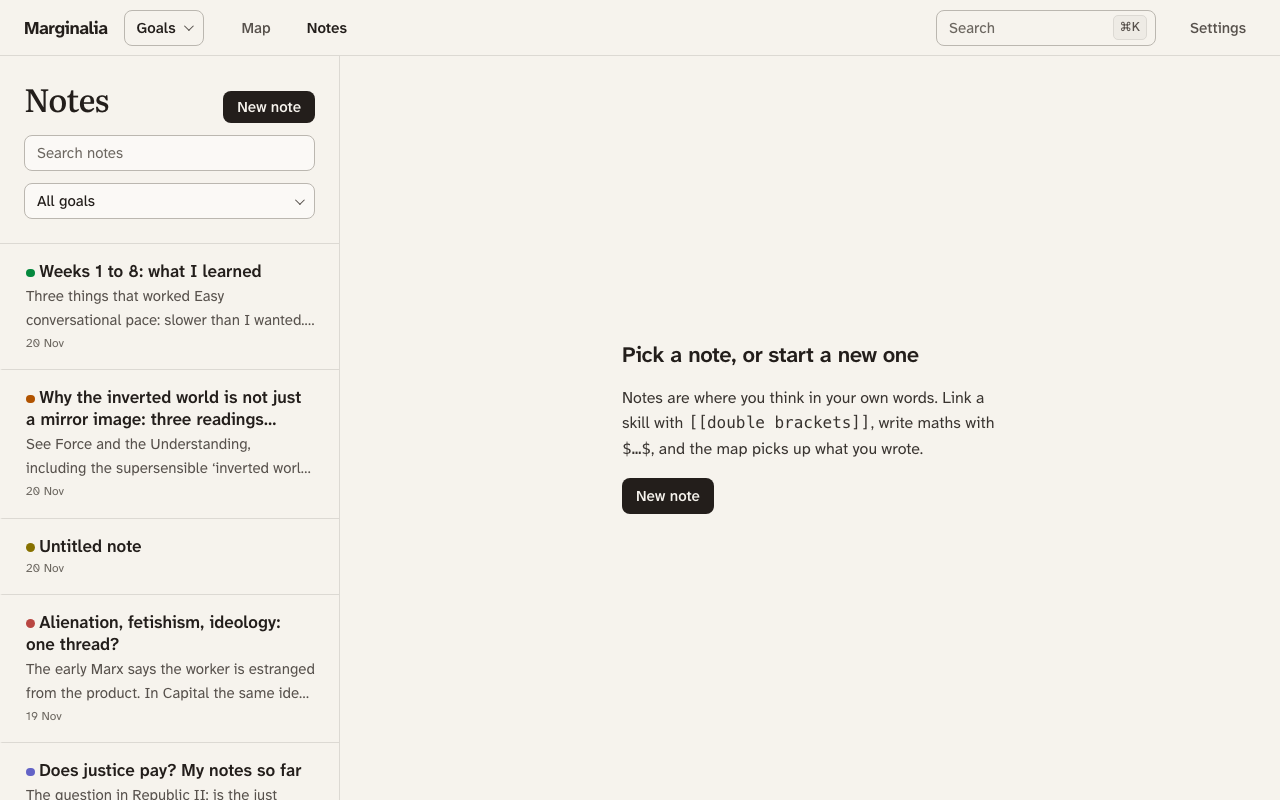 Marginalia
Goals
Map
Notes
Search
⌘K
Settings
Notes
New note
Search notes
All goals
Weeks 1 to 8: what I learned
Three things that worked Easy
conversational pace: slower than I wanted.…
20 Nov
Why the inverted world is not just
a mirror image: three readings…
See Force and the Understanding,
including the supersensible ‘inverted worl…
20 Nov
Untitled note
20 Nov
Alienation, fetishism, ideology:
one thread?
The early Marx says the worker is estranged
from the product. In Capital the same ide…
19 Nov
Does justice pay? My notes so far
The question in Republic II: is the just
Pick a note, or start a new one
Notes are where you think in your own words. Link a
skill with [[double brackets]], write maths with
$…$, and the map picks up what you wrote.
New note